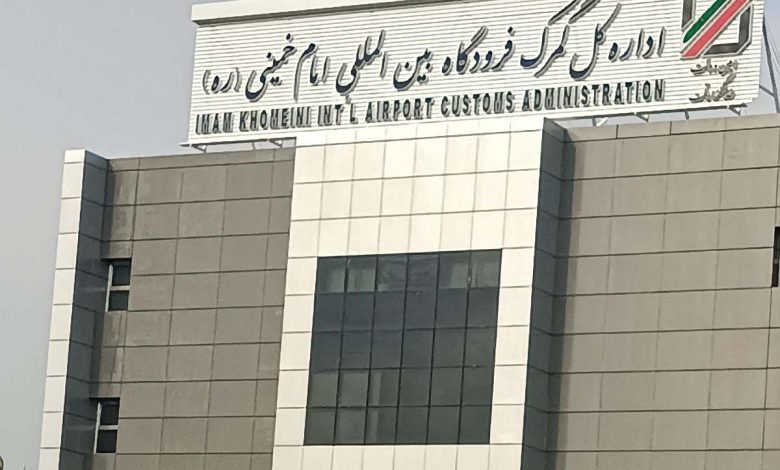 اداره کل گمرک فرودگاه بین المللی امام خمینی (ره)
IMAM KHOMEINI INT'L AIRPORT CUSTOMS ADMINISTRATION